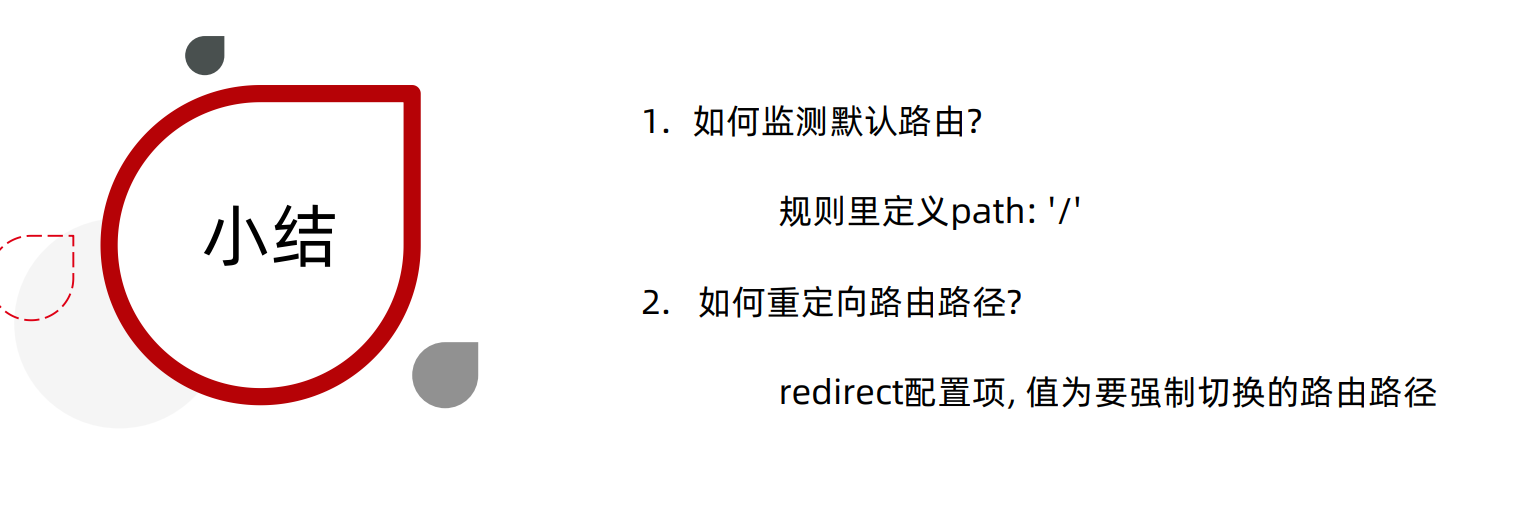 小结
1. 如何监测默认路由?
规则里定义path: '/'
2. 如何重定向路由路径?
redirect配置项, 值为要强制切换的路由路径